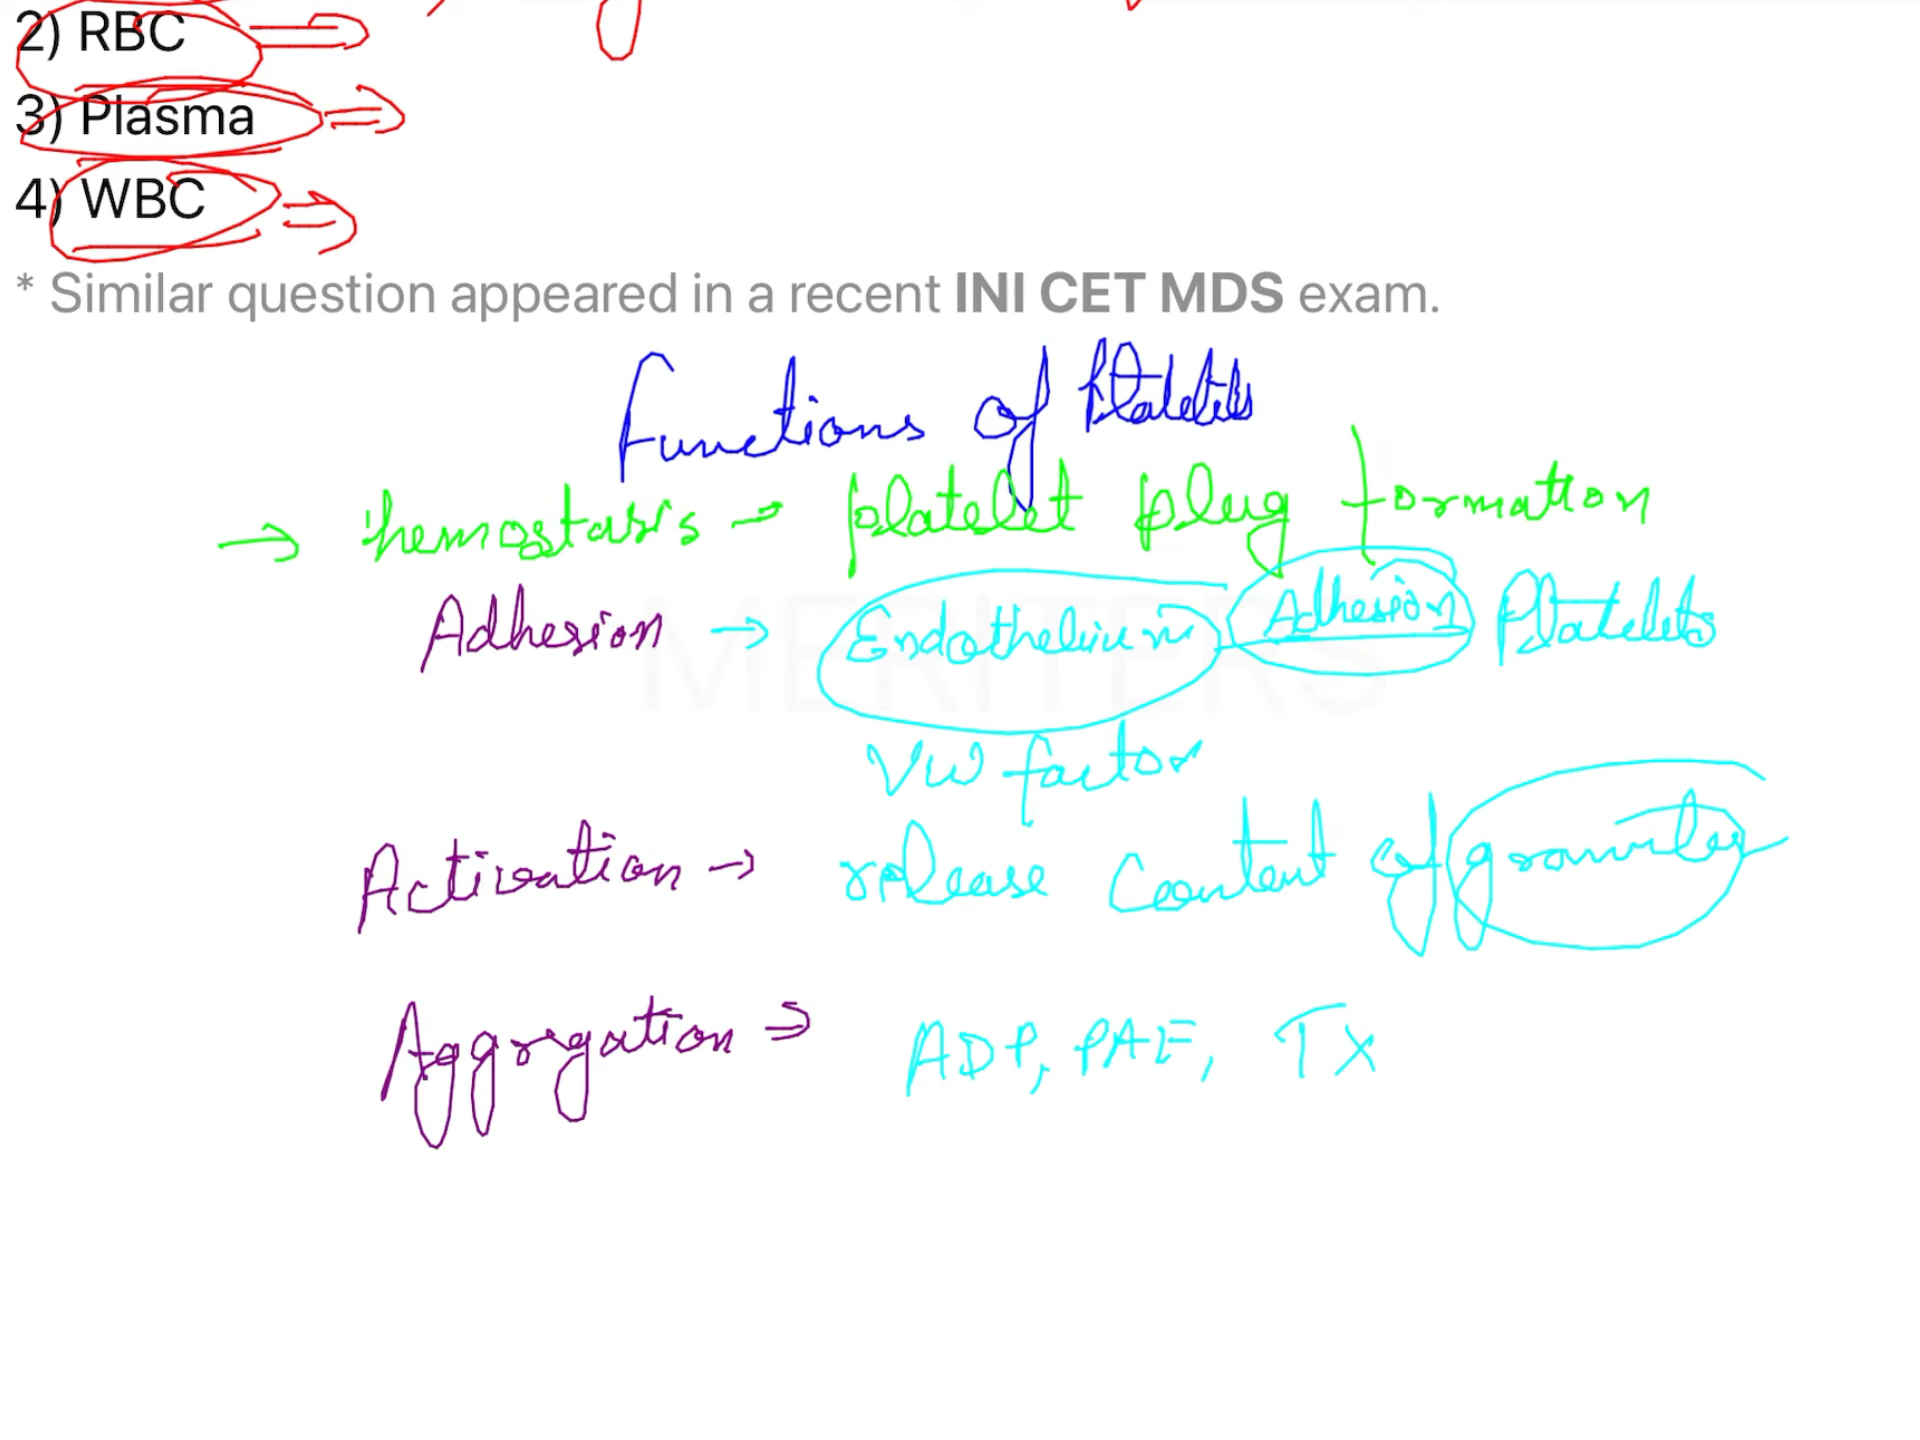 2) RBC
3) Plasma
4) WBC
* Similar question appeared in a recent INI CET MDS exam.
Functions of Platelets
→ hemostasis → platelet plug formation
Adhesion → Endothelium Adhesion Platelets
VW factor
Activation → release content of granules
Aggregation → ADP, PAF, TX
MERITERS